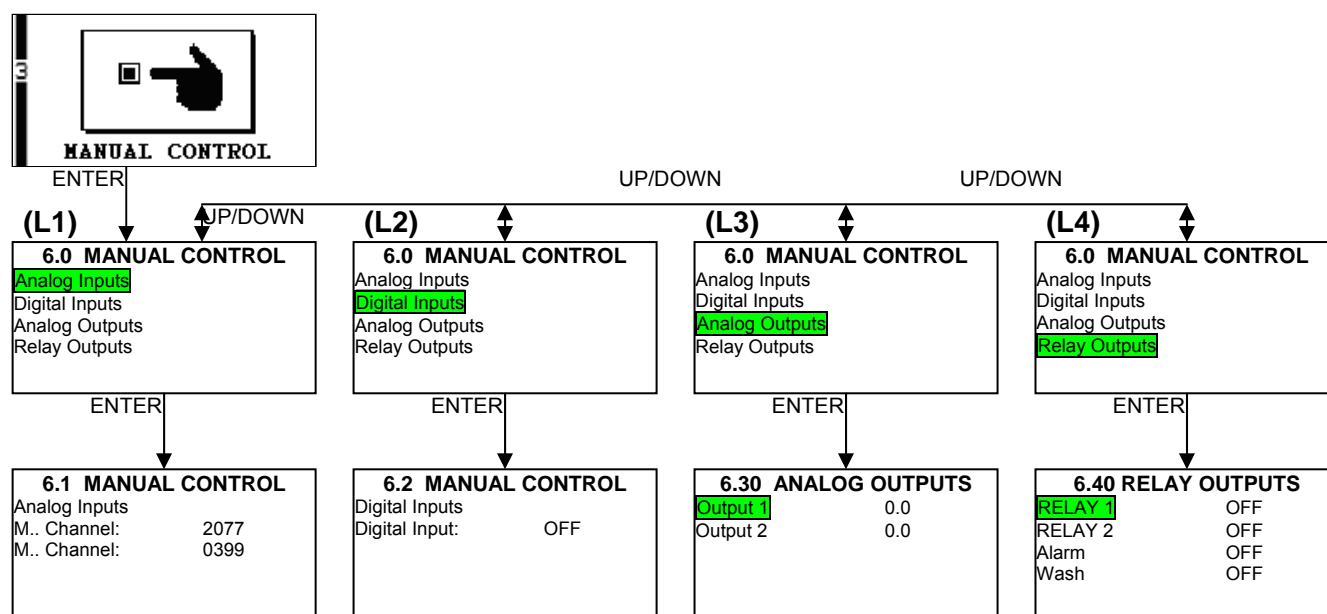 3
MANUAL CONTROL
ENTER
UP/DOWN
UP/DOWN
(L1)
UP/DOWN
(L2)
(L3)
(L4)
6.0 MANUAL CONTROL
Analog Inputs
Digital Inputs
Analog Outputs
Relay Outputs
6.0 MANUAL CONTROL
Analog Inputs
Digital Inputs
Analog Outputs
Relay Outputs
6.0 MANUAL CONTROL
Analog Inputs
Digital Inputs
Analog Outputs
Relay Outputs
6.0 MANUAL CONTROL
Analog Inputs
Digital Inputs
Analog Outputs
Relay Outputs
ENTER
ENTER
ENTER
ENTER
6.1 MANUAL CONTROL
Analog Inputs
M.. Channel: 2077
M.. Channel: 0399
6.2 MANUAL CONTROL
Digital Inputs
Digital Input: OFF
6.30 ANALOG OUTPUTS
Output 1 0.0
Output 2 0.0
6.40 RELAY OUTPUTS
RELAY 1 OFF
RELAY 2 OFF
Alarm OFF
Wash OFF